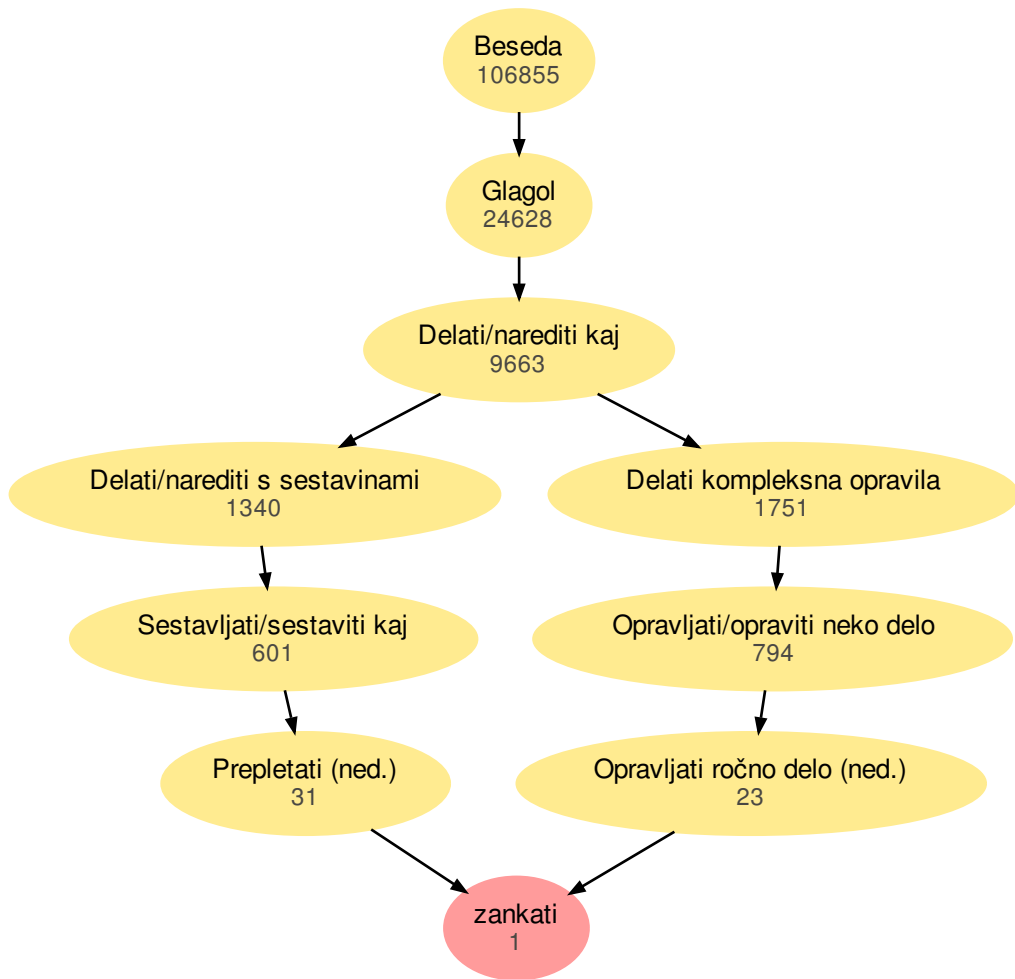 Beseda
106855
Glagol
24628
Delati/narediti kaj
9663
Delati/narediti s sestavinami
1340
Delati kompleksna opravila
1751
Sestavljati/sestaviti kaj
601
Opravljati/opraviti neko delo
794
Prepletati (ned.)
31
Opravljati ročno delo (ned.)
23
zankati
1